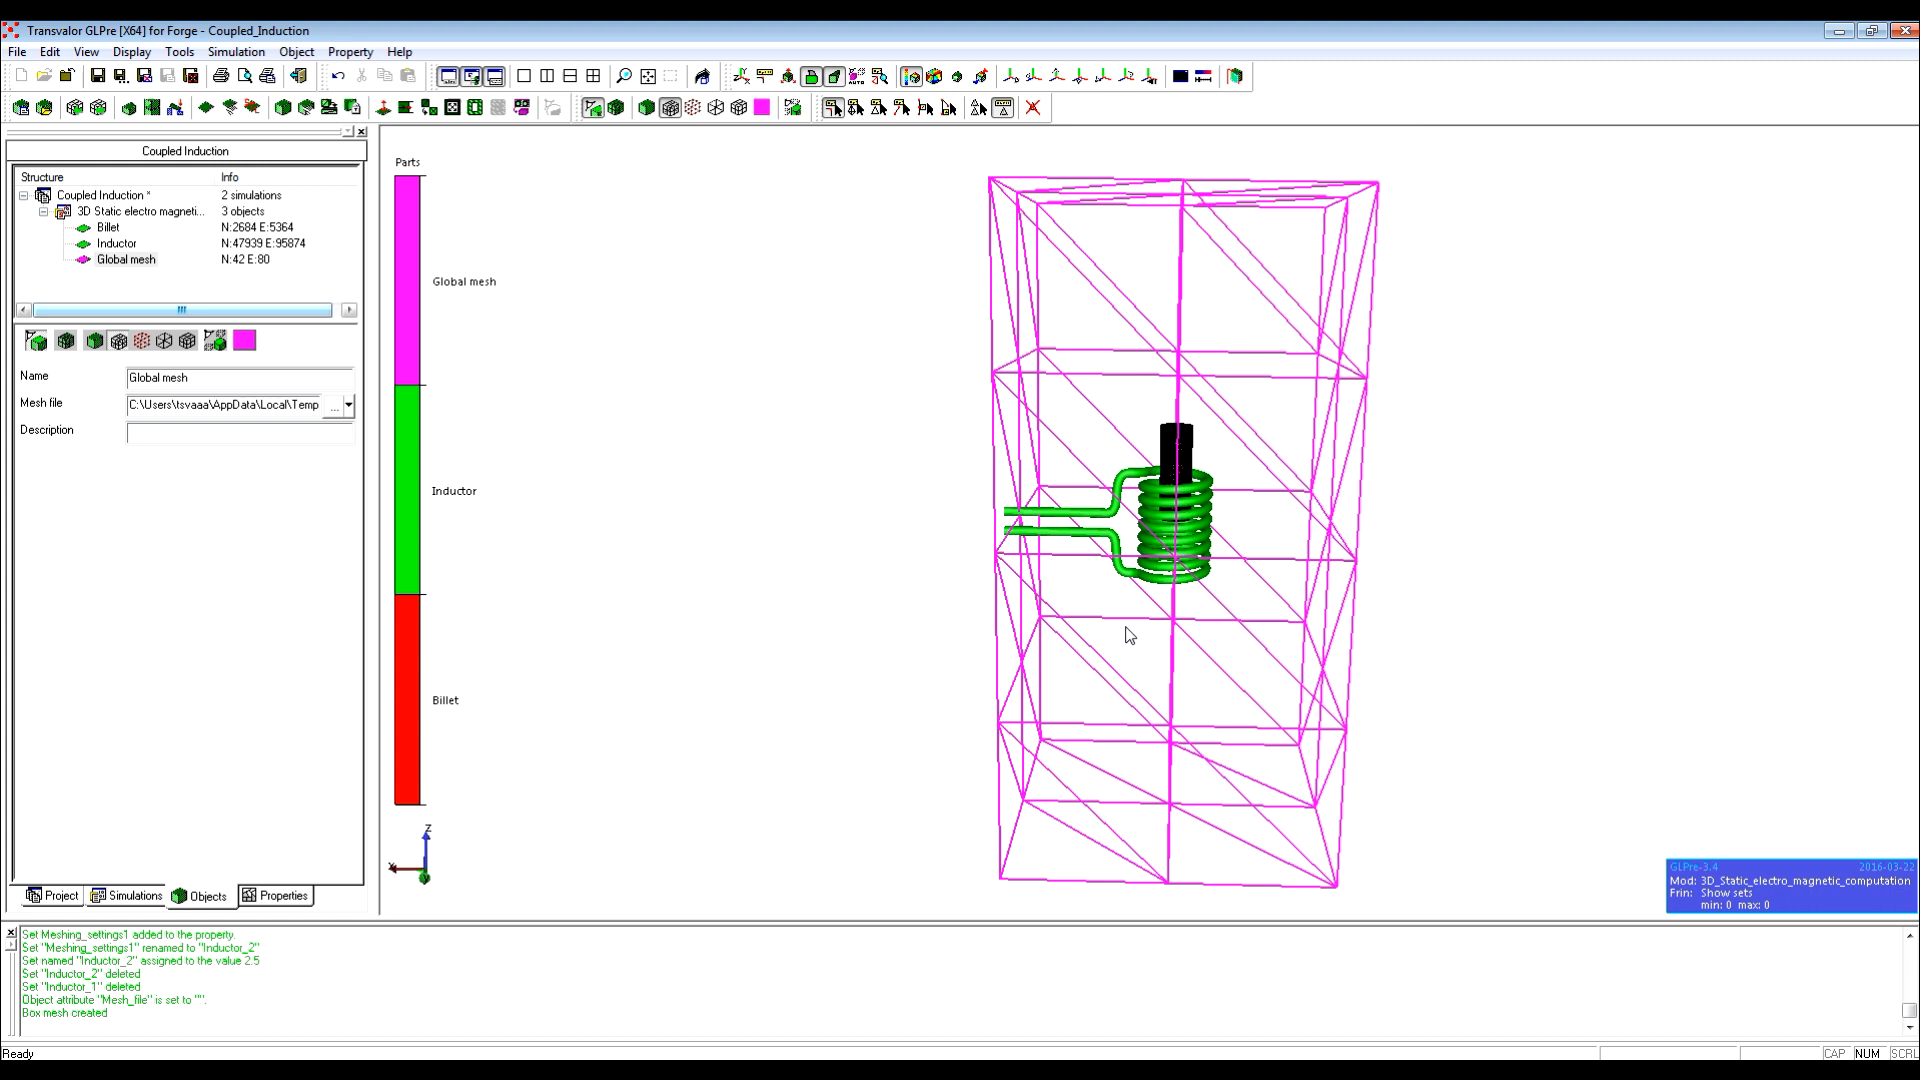 Transvalor GLPre [X64] for Forge - Coupled_Induction
File Edit View Display Tools Simulation Object Property Help
Coupled Induction
Structure Info
Coupled Induction * 2 simulations
3D Static electro magneti... 3 objects
Billet N:2684 E:5364
Inductor N:47939 E:95874
Global mesh N:42 E:80
Name Global mesh
Mesh file C:\Users\tsvaaa\AppData\Local\Temp ...
Description
Project Simulations Objects Properties
Parts
Global mesh
Inductor
Billet
Z
X
GLPre-3.4 2016-03-22
Mod: 3D_Static_electro_magnetic_computation
Frin: Show sets
min: 0 max: 0
Set Meshing_settings1 added to the property.
Set "Meshing_settings1" renamed to "Inductor_2"
Set named "Inductor_2" assigned to the value 2.5
Set "Inductor_2" deleted
Set "Inductor_1" deleted
Object attribute "Mesh_file" is set to "".
Box mesh created
Ready CAP NUM SCRL